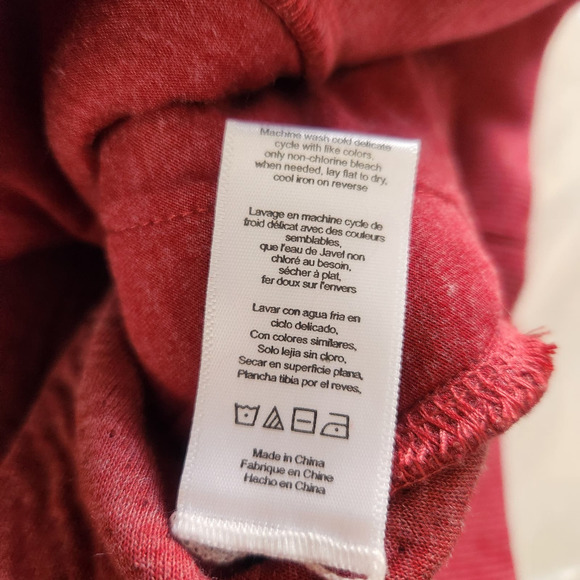 Machine wash cold delicate
cycle with like colors,
only non-chlorine bleach
when needed, lay flat to dry,
cool iron on reverse
Lavage en machine cycle de
froid délicat avec des couleurs
semblables,
que l'eau de Javel non
chloré au besoin,
sécher à plat,
fer doux sur l'envers
Lavar con agua fria en
ciclo delicado,
Con colores similares,
Solo lejia sin cloro,
Secar en superficie plana,
Plancha tibia por el reves,
Made in China
Fabrique en Chine
Hecho en China